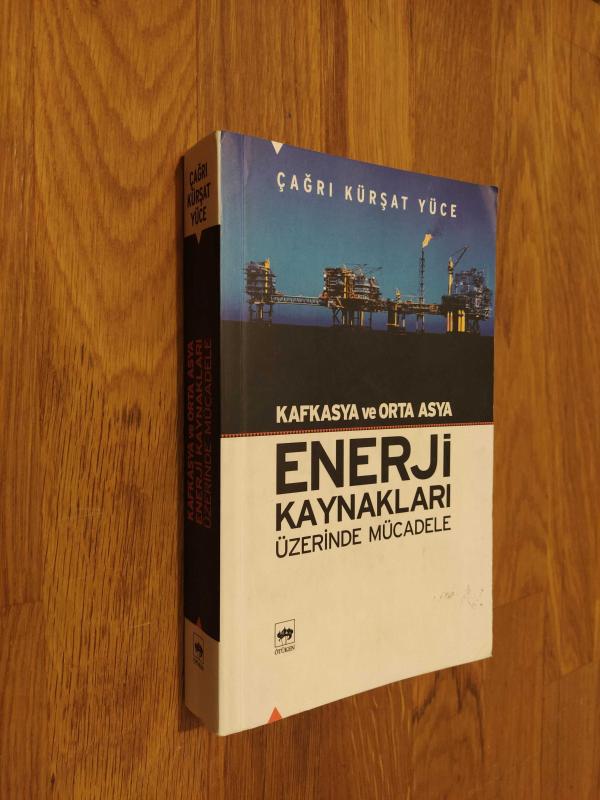 ÇAĞRI
KÜRŞAT
YÜCE
KAFKASYA ve ORTA ASYA
ENERJİ KAYNAKLARI
ÜZERİNDE MÜCADELE
ÖTÜKEN
ÇAĞRI KÜRŞAT YÜCE
KAFKASYA ve ORTA ASYA
ENERJİ
KAYNAKLARI
ÜZERİNDE MÜCADELE
ÖTÜKEN